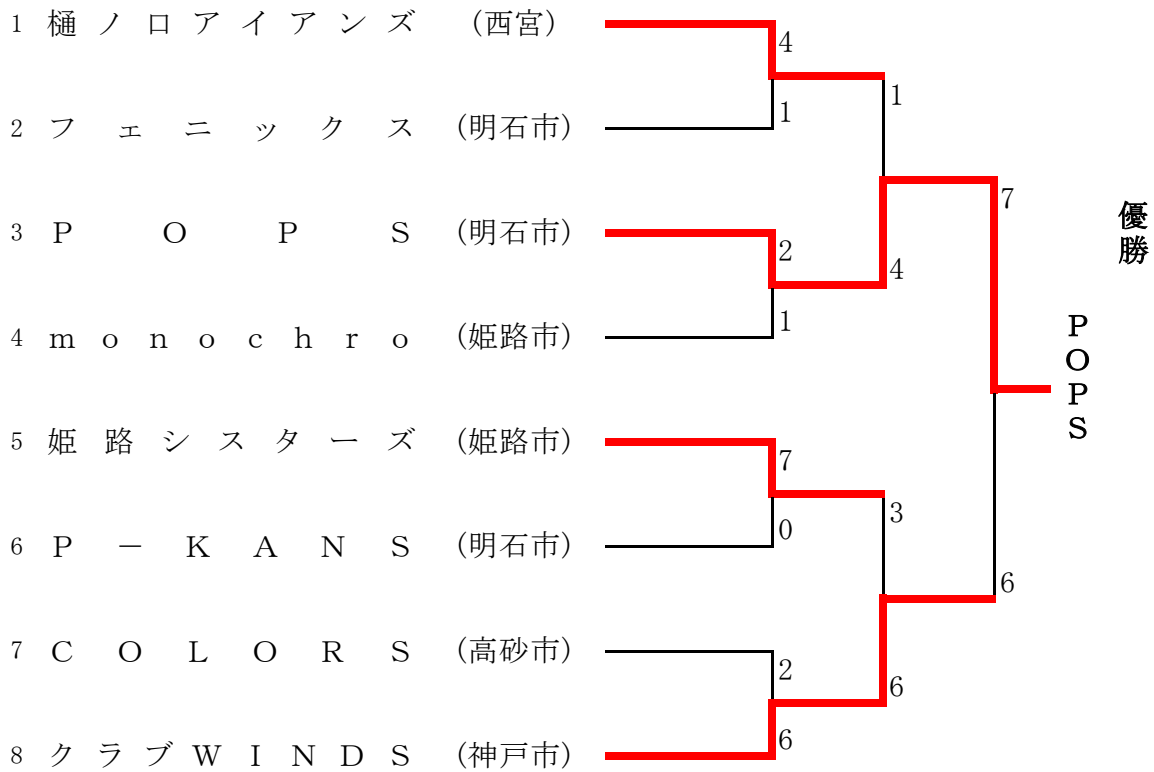 1 樋ノロアイアンズ (西宮)
4
1
1
2 フェニックス (明石市)
7
優勝
3 POPS (明石市)
2
4
1
4 monochro (姫路市)
POPS
5 姫路シスターズ (姫路市)
7
3
0
6 P－KANS (明石市)
6
7 COLORS (高砂市)
2
6
6
8 クラブWINDS (神戸市)